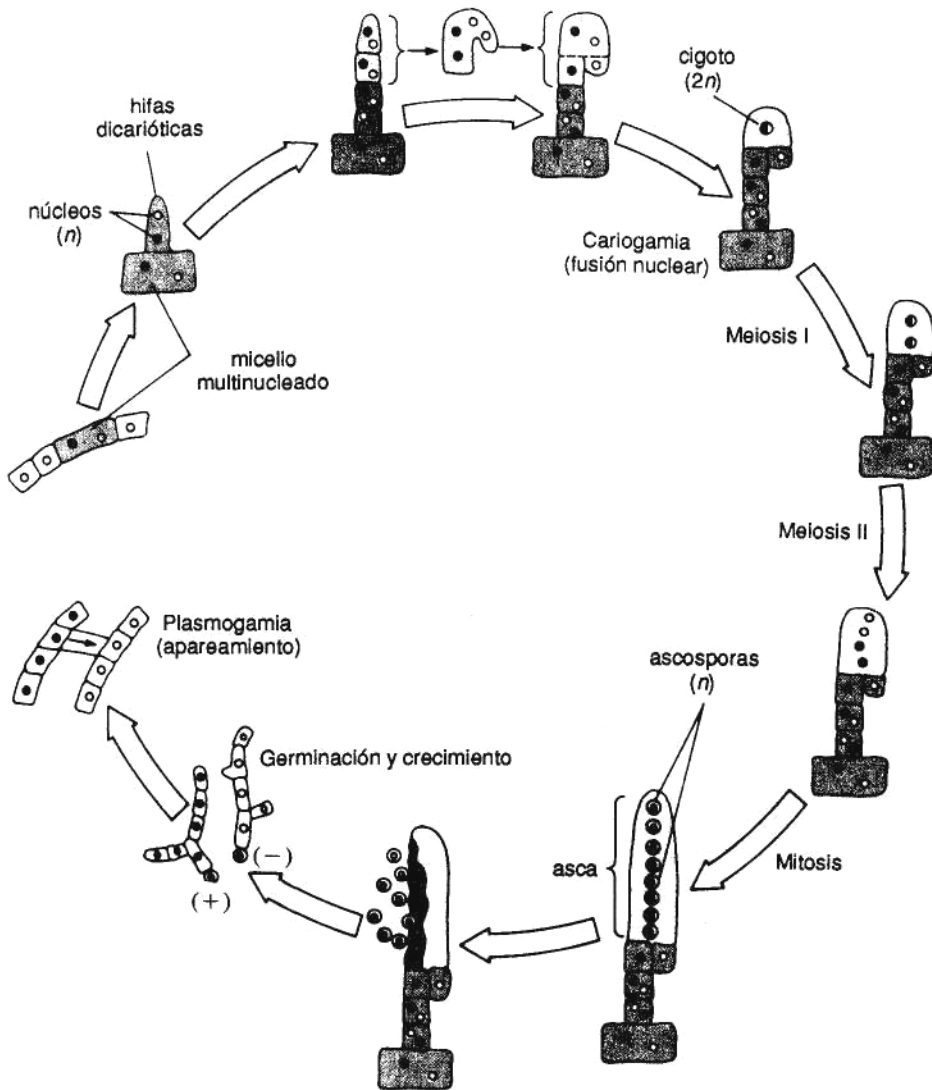 hifas
dicarióticas
núcleos
(n)
micelio
multinucleado
cigoto
(2n)
Cariogamia
(fusión nuclear)
Meiosis I
Meiosis II
Plasmogamia
(apareamiento)
ascosporas
(n)
Germinación y crecimiento
asca
Mitosis
(−)
(+)